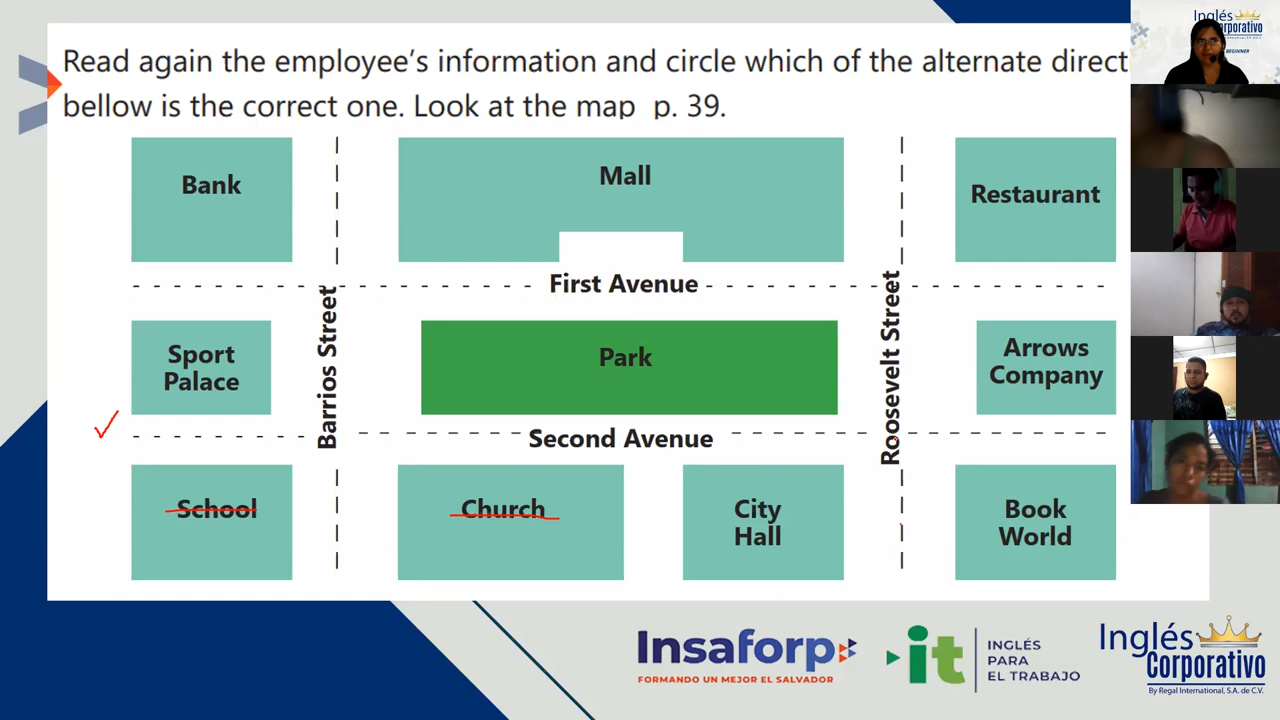 Read again the employee's information and circle which of the alternate direct
bellow is the correct one. Look at the map p. 39.
Bank
Mall
Restaurant
First Avenue
Barrios Street
Roosevelt Street
Sport
Palace
Park
Arrows
Company
Second Avenue
School
Church
City
Hall
Book
World
Insaforp
FORMANDO UN MEJOR EL SALVADOR
it
INGLÉS
PARA
EL TRABAJO
Inglés
Corporativo
By Regal International, S.A. de C.V.
Inglés
BEGINNER